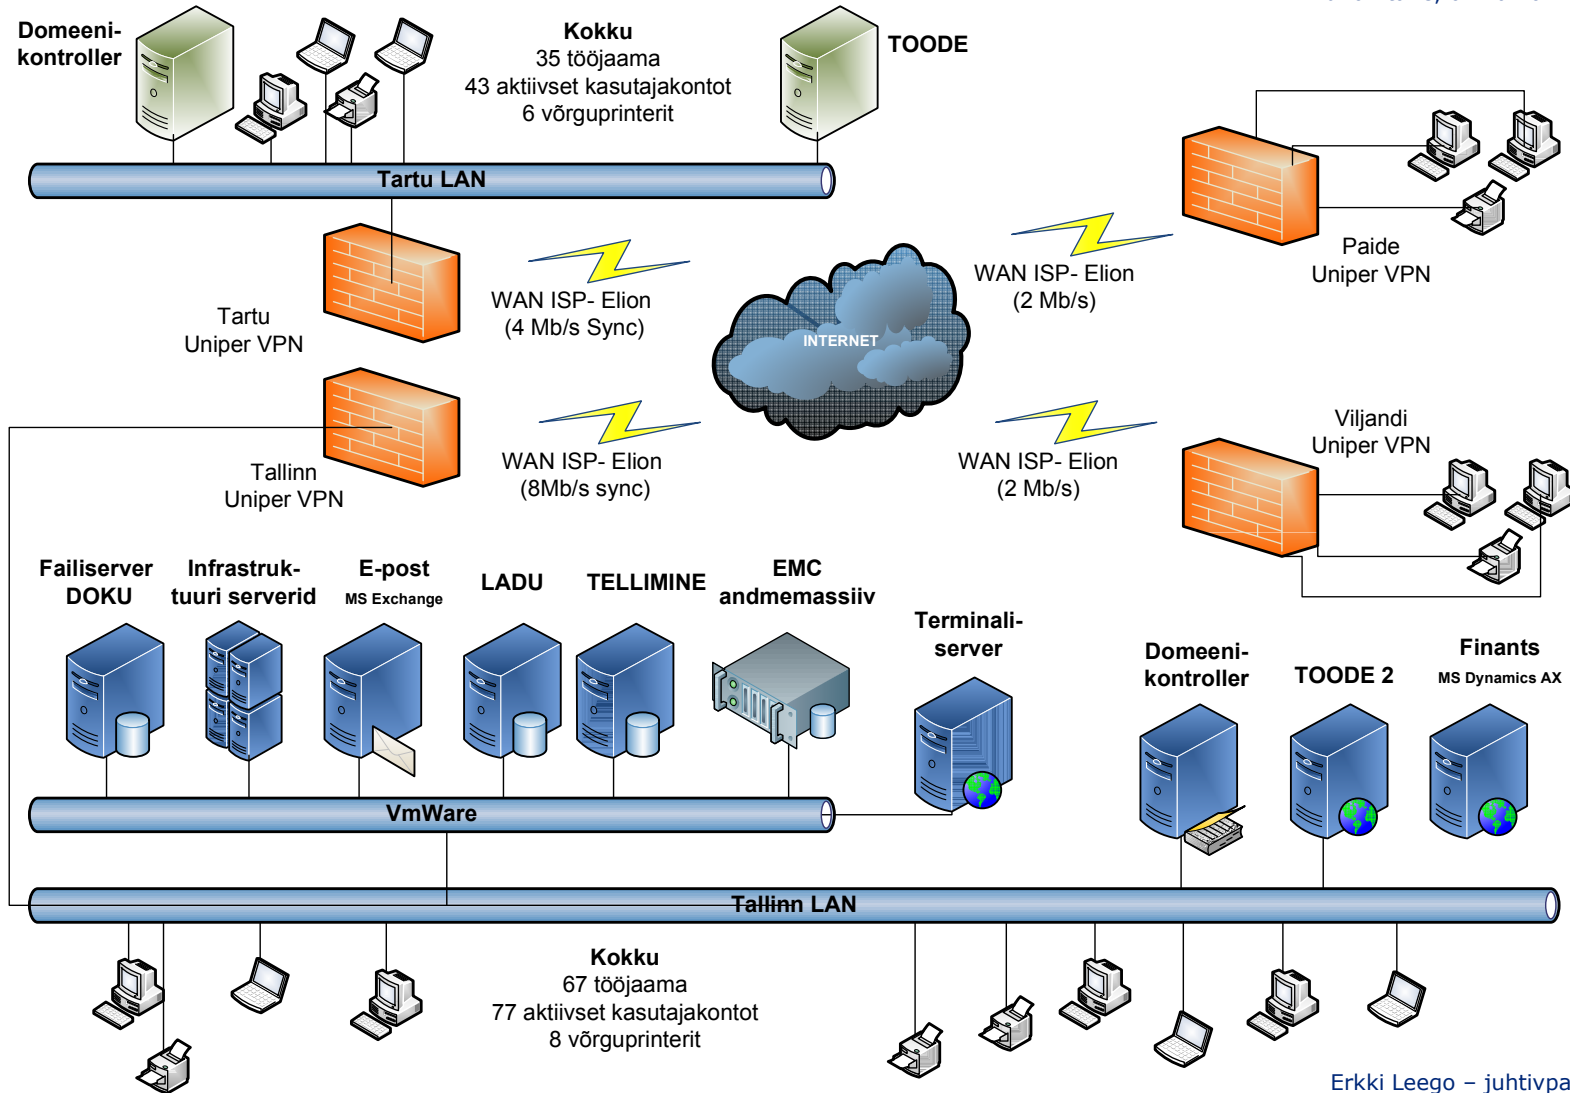 Domeeni-
kontroller
Kokku
35 tööjaama
43 aktiivset kasutajakontot
6 võrguprinterit
TOODE
Tartu LAN
Tartu
Uniper VPN
WAN ISP- Elion
(4 Mb/s Sync)
INTERNET
WAN ISP- Elion
(2 Mb/s)
Paide
Uniper VPN
Tallinn
Uniper VPN
WAN ISP- Elion
(8Mb/s sync)
WAN ISP- Elion
(2 Mb/s)
Viljandi
Uniper VPN
Failiserver
DOKU
Infrastruk-
tuuri serverid
E-post
MS Exchange
LADU
TELLIMINE
EMC
andmemassiiv
Terminali-
server
Domeeni-
kontroller
TOODE 2
Finants
MS Dynamics AX
VmWare
Tallinn LAN
Kokku
67 tööjaama
77 aktiivset kasutajakontot
8 võrguprinterit
Erkki Leego – juhtivpa